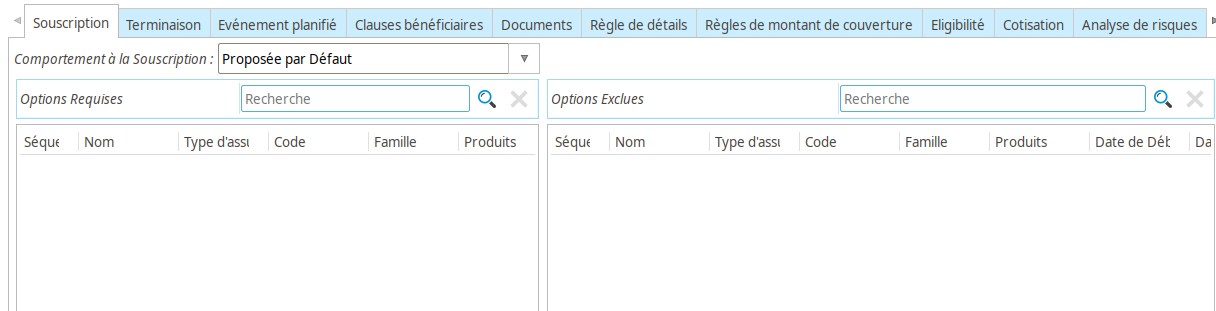 Souscription Terminaison Evénement planifié Clauses bénéficiaires Documents Règle de détails Règles de montant de couverture Eligibilité Cotisation Analyse de risques
Comportement à la Souscription : Proposée par Défaut
Options Requises Recherche Options Exclues Recherche
Séque Nom Type d'assu Code Famille Produits Séque Nom Type d'assu Code Famille Produits Date de Déb Da